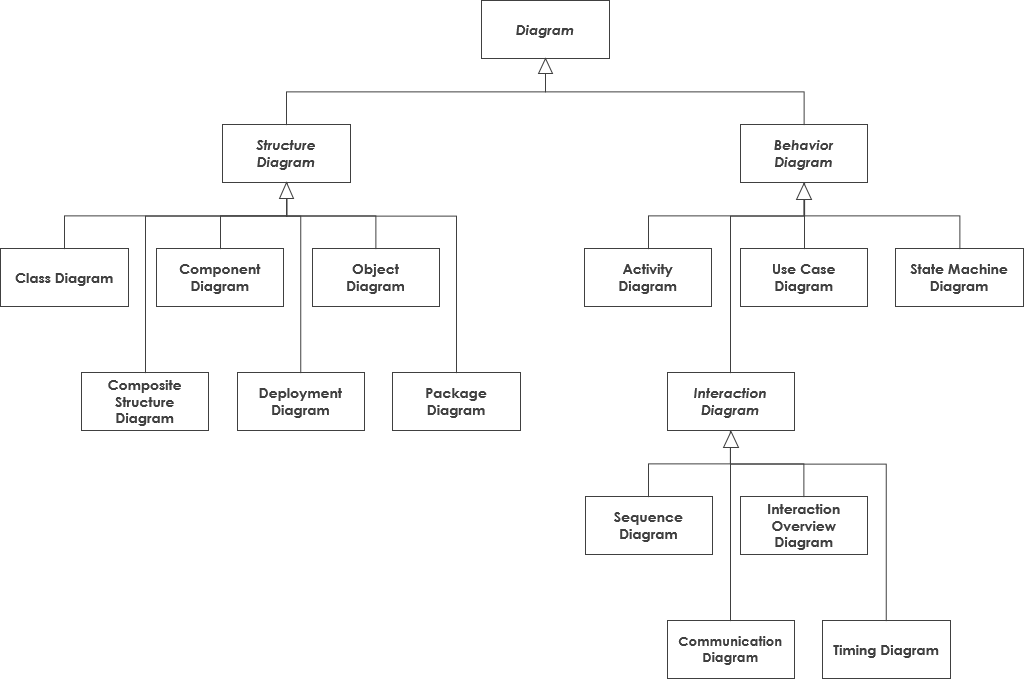 Diagram
Structure
Diagram
Behavior
Diagram
Class Diagram
Component
Diagram
Object
Diagram
Activity
Diagram
Use Case
Diagram
State Machine
Diagram
Composite
Structure
Diagram
Deployment
Diagram
Package
Diagram
Interaction
Diagram
Sequence
Diagram
Interaction
Overview
Diagram
Communication
Diagram
Timing Diagram